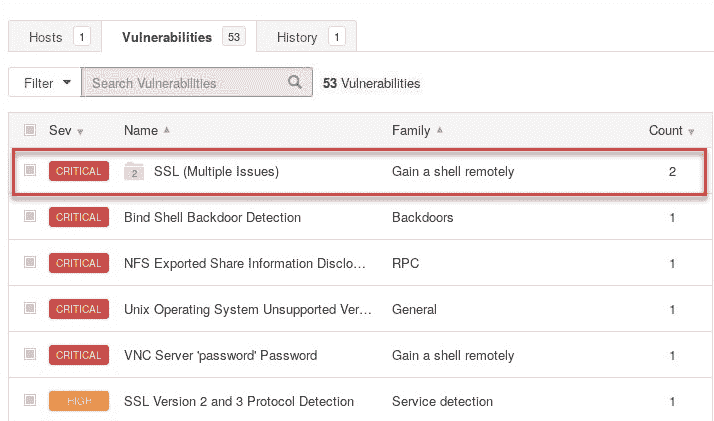 Hosts 1 Vulnerabilities 53 History 1
Filter Search Vulnerabilities 53 Vulnerabilities
Sev Name Family Count
CRITICAL 2 SSL (Multiple Issues) Gain a shell remotely 2
CRITICAL Bind Shell Backdoor Detection Backdoors 1
CRITICAL NFS Exported Share Information Disclo… RPC 1
CRITICAL Unix Operating System Unsupported Ver… General 1
CRITICAL VNC Server 'password' Password Gain a shell remotely 1
HIGH SSL Version 2 and 3 Protocol Detection Service detection 1